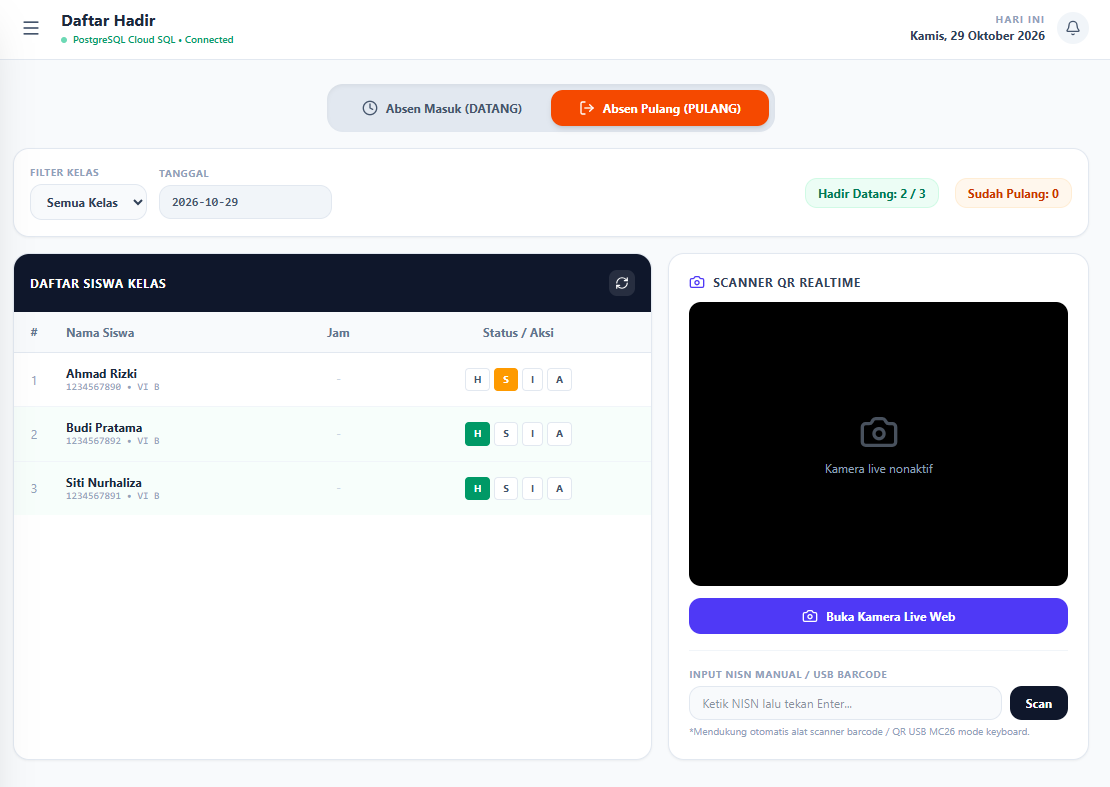 Daftar Hadir
PostgreSQL Cloud SQL • Connected
HARI INI
Kamis, 29 Oktober 2026
Absen Masuk (DATANG)
Absen Pulang (PULANG)
FILTER KELAS
Semua Kelas
TANGGAL
2026-10-29
Hadir Datang: 2 / 3
Sudah Pulang: 0
DAFTAR SISWA KELAS
# Nama Siswa Jam Status / Aksi
1 Ahmad Rizki - H S I A
1234567890 • VI B
2 Budi Pratama - H S I A
1234567892 • VI B
3 Siti Nurhaliza - H S I A
1234567891 • VI B
SCANNER QR REALTIME
Kamera live nonaktif
Buka Kamera Live Web
INPUT NISN MANUAL / USB BARCODE
Ketik NISN lalu tekan Enter...
Scan
*Mendukung otomatis alat scanner barcode / QR USB MC26 mode keyboard.